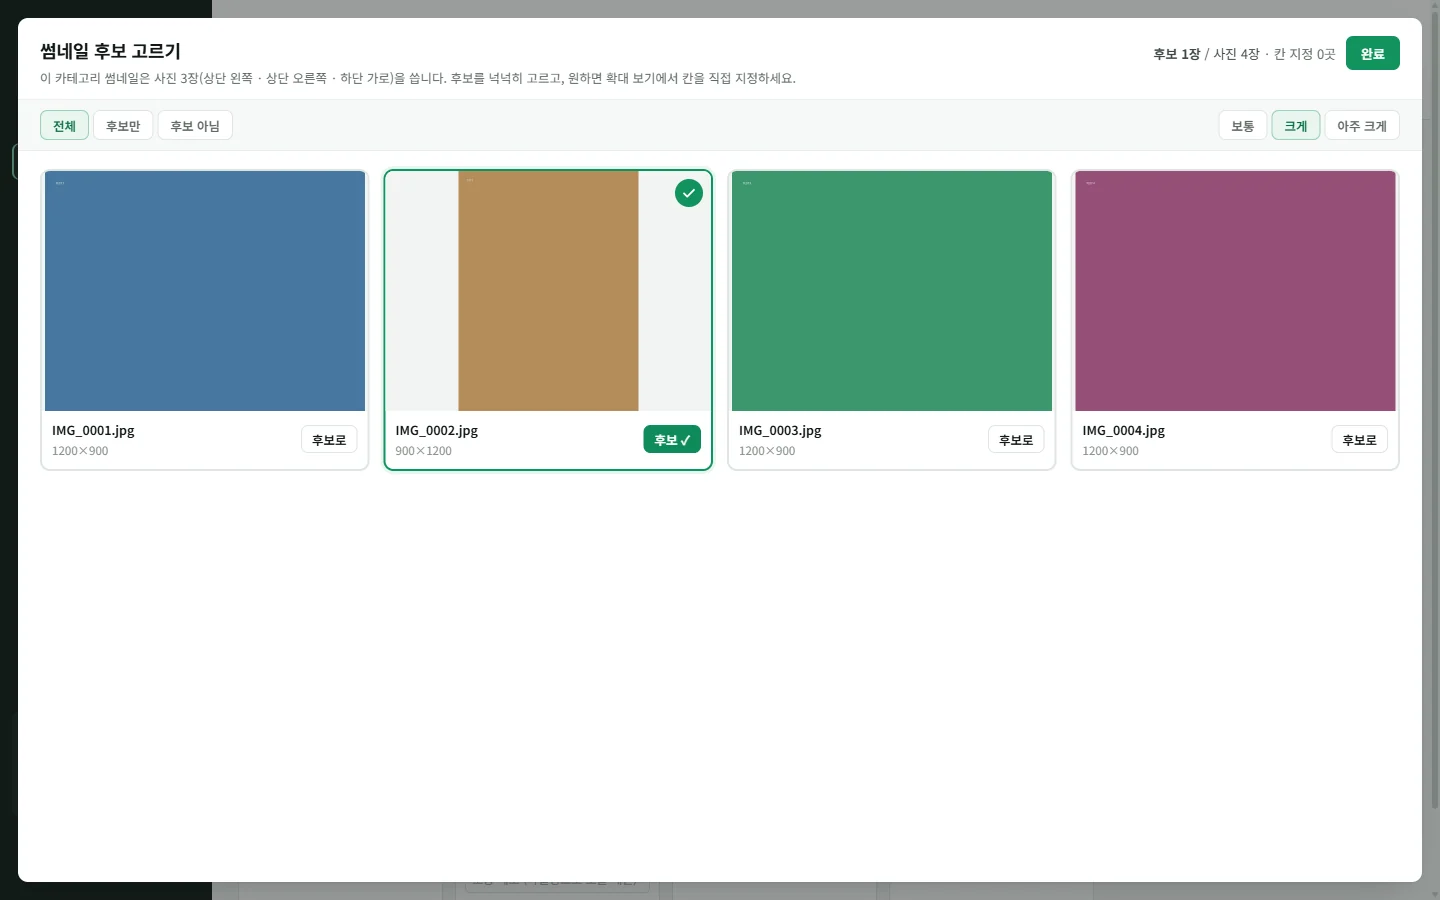 썸네일 후보 고르기
후보 1장 / 사진 4장 · 칸 지정 0곳
완료
이 카테고리 썸네일은 사진 3장(상단 왼쪽 · 상단 오른쪽 · 하단 가로)을 씁니다. 후보를 넉넉히 고르고, 원하면 확대 보기에서 칸을 직접 지정하세요.
전체 후보만 후보 아님
보통 크게 아주 크게
IMG_0001.jpg
1200×900
후보로
IMG_0002.jpg
900×1200
후보 ✓
IMG_0003.jpg
1200×900
후보로
IMG_0004.jpg
1200×900
후보로